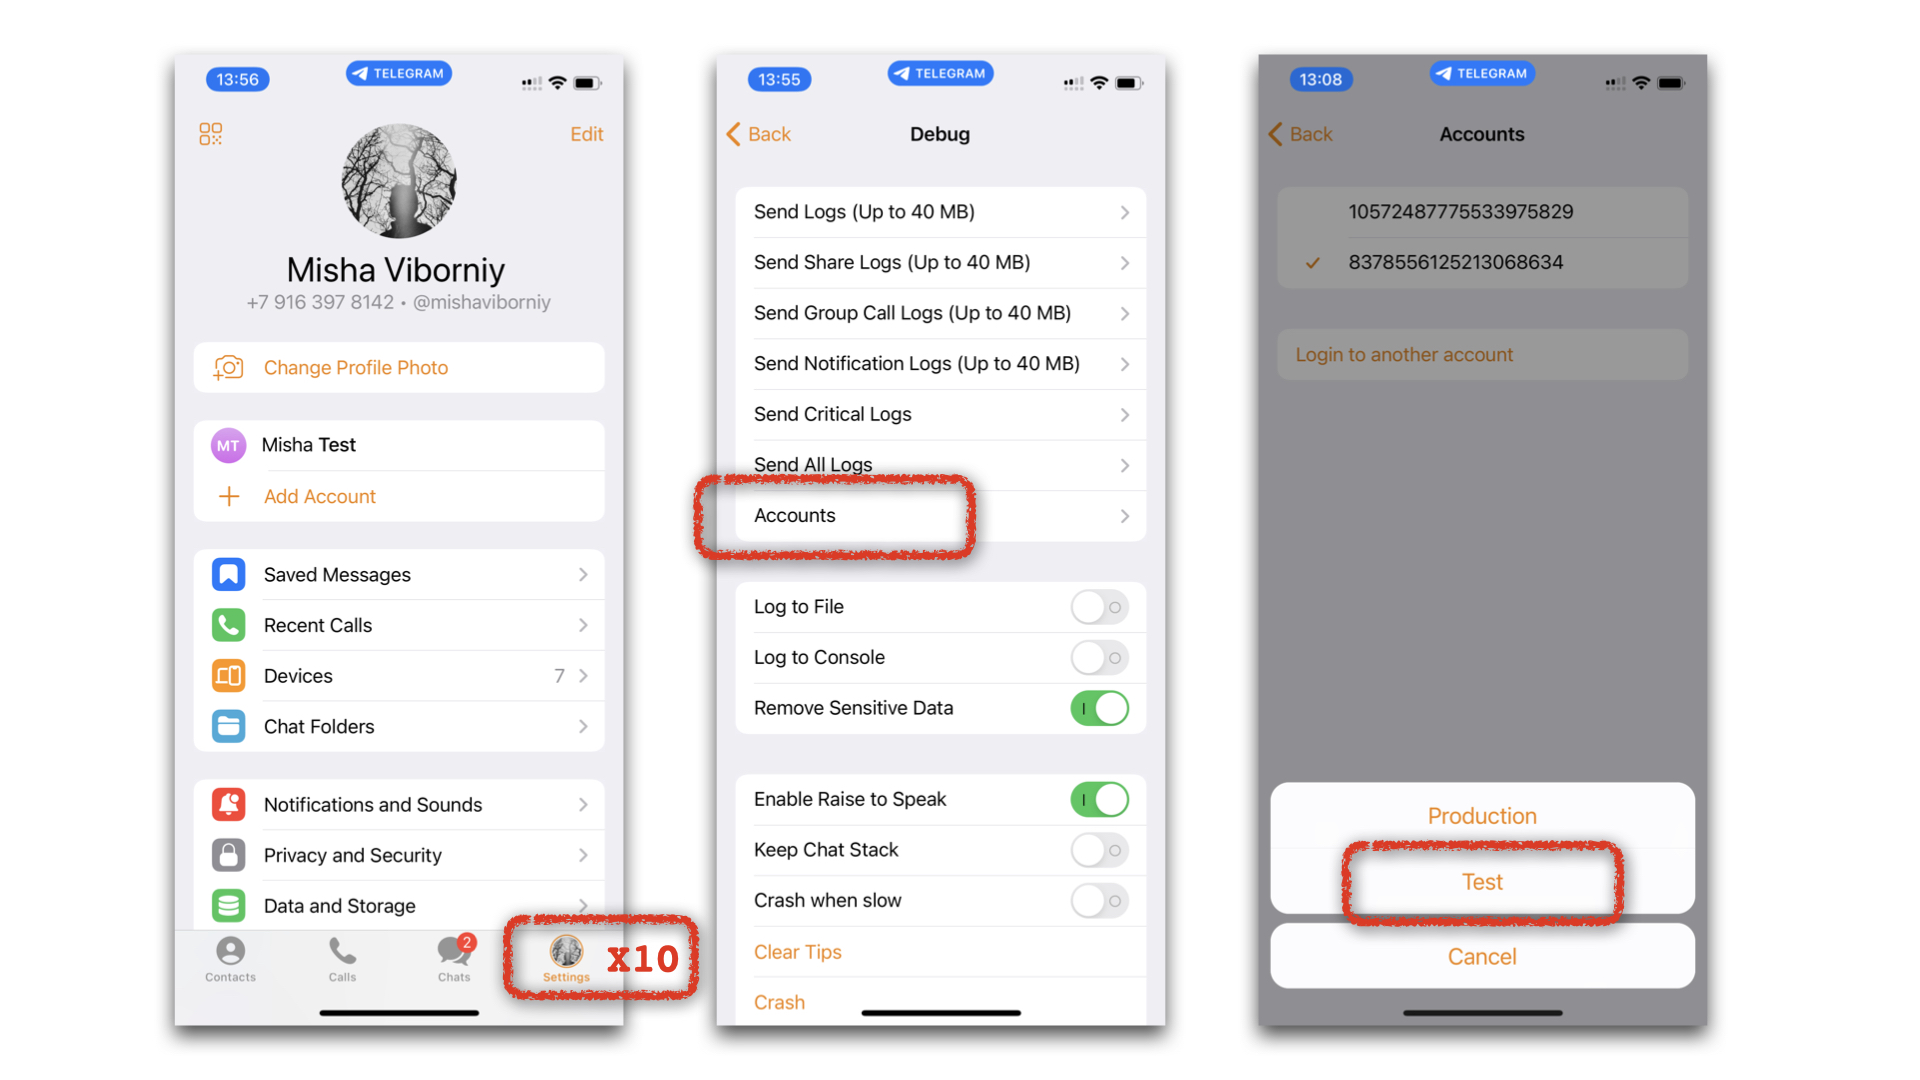 13:56
TELEGRAM
Edit
Misha Viborniy
+7 916 397 8142 • @mishaviborniy
Change Profile Photo
MT Misha Test
Add Account
Saved Messages
Recent Calls
Devices 7
Chat Folders
Notifications and Sounds
Privacy and Security
Data and Storage
Contacts
Calls
2
Chats
Settings
x10
13:55
TELEGRAM
Back
Debug
Send Logs (Up to 40 MB)
Send Share Logs (Up to 40 MB)
Send Group Call Logs (Up to 40 MB)
Send Notification Logs (Up to 40 MB)
Send Critical Logs
Send All Logs
Accounts
Log to File
Log to Console
Remove Sensitive Data
Enable Raise to Speak
Keep Chat Stack
Crash when slow
Clear Tips
Crash
13:08
TELEGRAM
Back
Accounts
10572487775533975829
8378556125213068634
Login to another account
Production
Test
Cancel